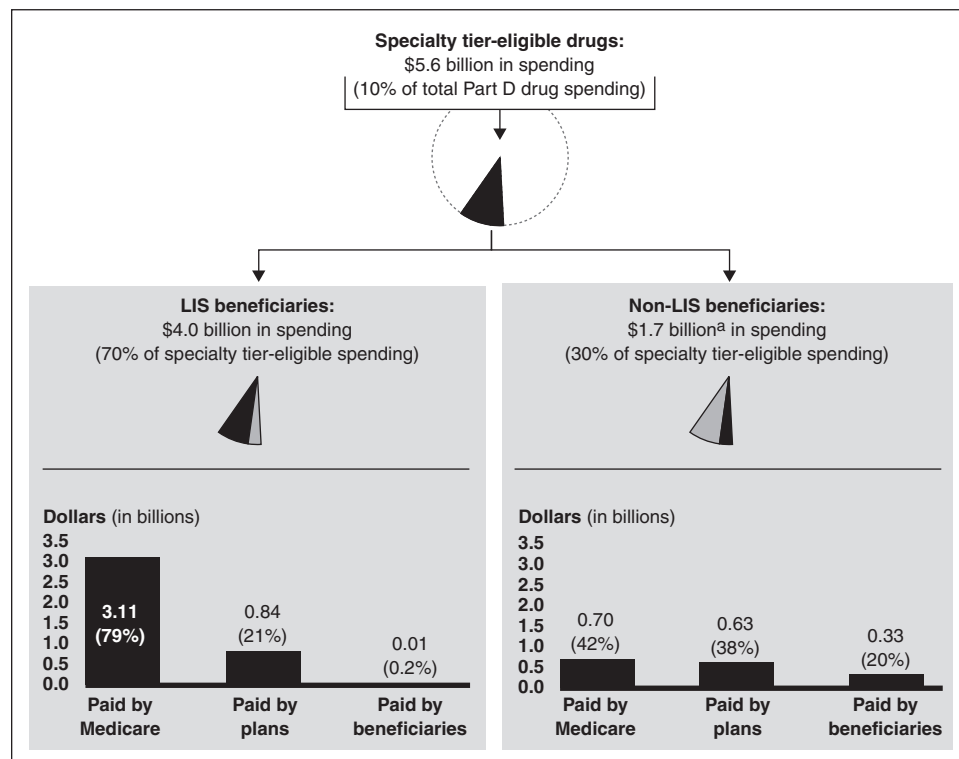 Specialty tier-eligible drugs:
$5.6 billion in spending
(10% of total Part D drug spending)
LIS beneficiaries:
$4.0 billion in spending
(70% of specialty tier-eligible spending)
Dollars (in billions)
3.5
3.0
2.5
2.0
1.5
1.0
0.5
0.0
3.11
(79%)
0.84
(21%)
0.01
(0.2%)
Paid by
Medicare
Paid by
plans
Paid by
beneficiaries
Non-LIS beneficiaries:
$1.7 billionᵃ in spending
(30% of specialty tier-eligible spending)
Dollars (in billions)
3.5
3.0
2.5
2.0
1.5
1.0
0.5
0.0
0.70
(42%)
0.63
(38%)
0.33
(20%)
Paid by
Medicare
Paid by
plans
Paid by
beneficiaries